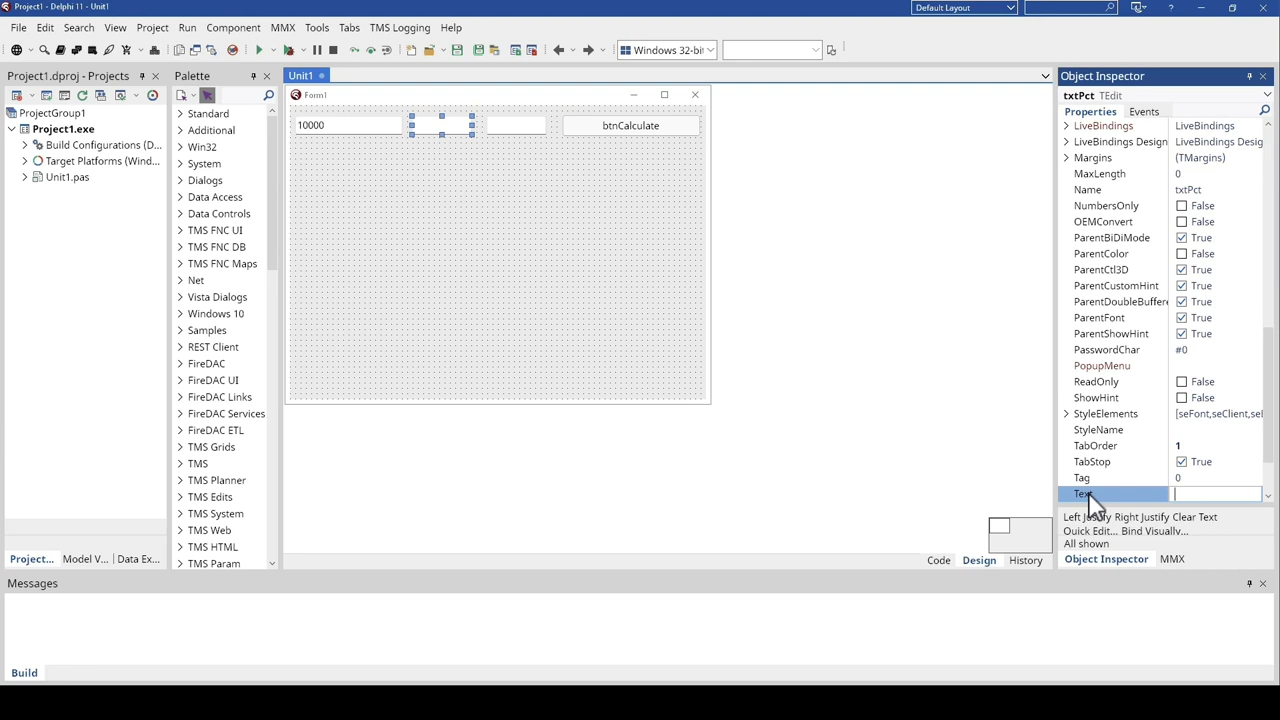 Project1 - Delphi 11 - Unit1
Default Layout
File Edit Search View Project Run Component MMX Tools Tabs TMS Logging Help
Windows 32-bit
Project1.dproj - Projects
ProjectGroup1
Project1.exe
Build Configurations (D...
Target Platforms (Wind...
Unit1.pas
Project... Model V... Data Ex...
Palette
Standard
Additional
Win32
System
Dialogs
Data Access
Data Controls
TMS FNC UI
TMS FNC DB
TMS FNC Maps
Net
Vista Dialogs
Windows 10
Samples
REST Client
FireDAC
FireDAC UI
FireDAC Links
FireDAC Services
FireDAC ETL
TMS Grids
TMS
TMS Planner
TMS Edits
TMS System
TMS Web
TMS HTML
TMS Param
Unit1
Form1
10000 btnCalculate
Code Design History
Object Inspector
txtPct TEdit
Properties Events
LiveBindings LiveBindings
LiveBindings Design LiveBindings Desig
Margins (TMargins)
MaxLength 0
Name txtPct
NumbersOnly False
OEMConvert False
ParentBiDiMode True
ParentColor False
ParentCtl3D True
ParentCustomHint True
ParentDoubleBuffere True
ParentFont True
ParentShowHint True
PasswordChar #0
PopupMenu
ReadOnly False
ShowHint False
StyleElements [seFont,seClient,se
StyleName
TabOrder 1
TabStop True
Tag 0
Text
Left Justify Right Justify Clear Text
Quick Edit... Bind Visually...
All shown
Object Inspector MMX
Messages
Build